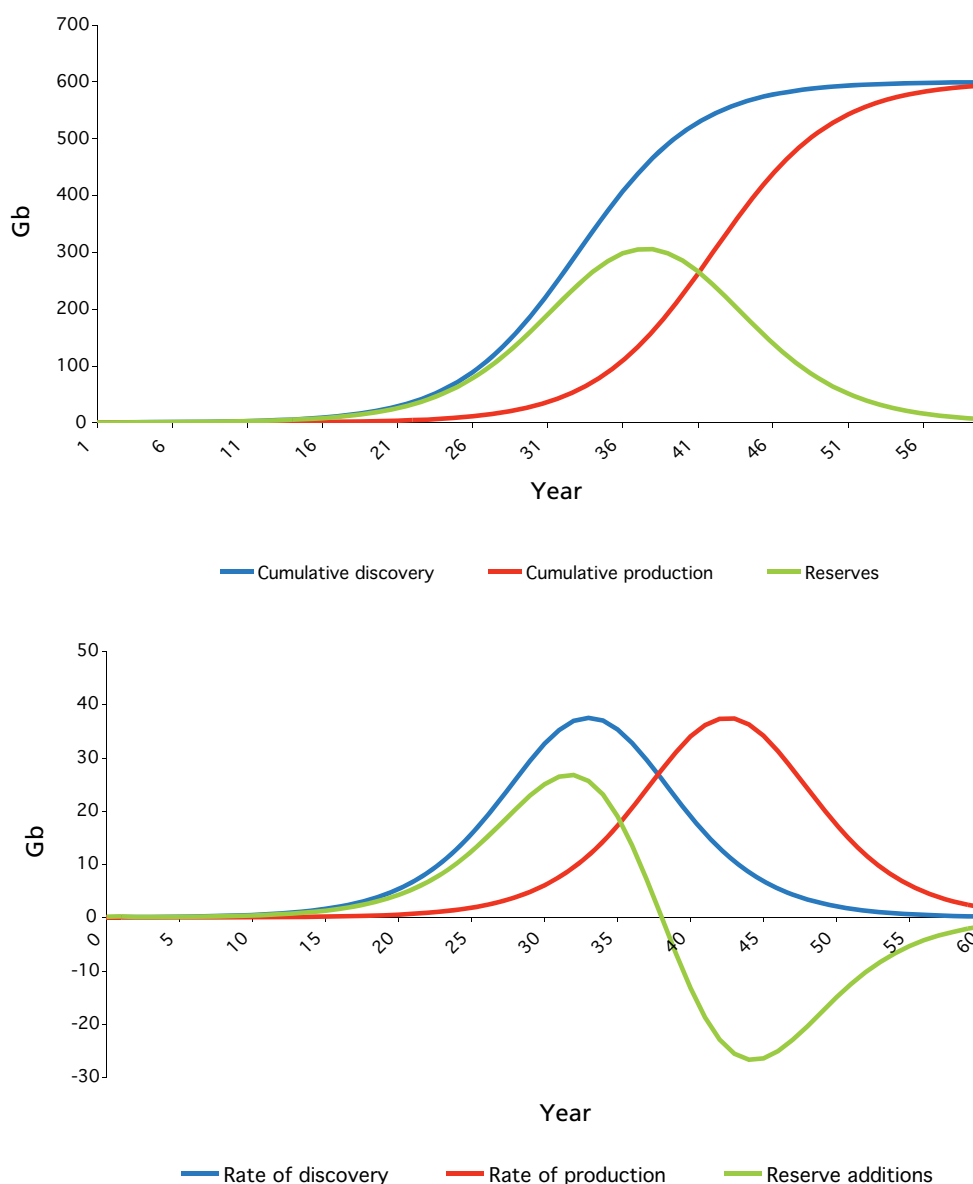 700
600
500
400
300
200
100
0
Gb
1 6 11 16 21 26 31 36 41 46 51 56
Year
Cumulative discovery Cumulative production Reserves
50
40
30
20
10
0
-10
-20
-30
Gb
0 5 10 15 20 25 30 35 40 45 50 55 60
Year
Rate of discovery Rate of production Reserve additions